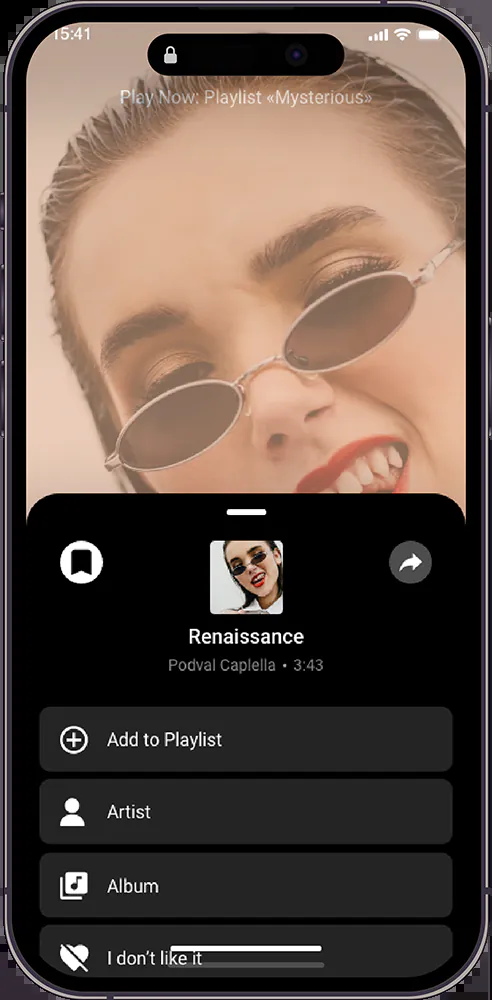 15:41
Play Now: Playlist «Mysterious»
Renaissance
Podval Caplella • 3:43
Add to Playlist
Artist
Album
I don't like it